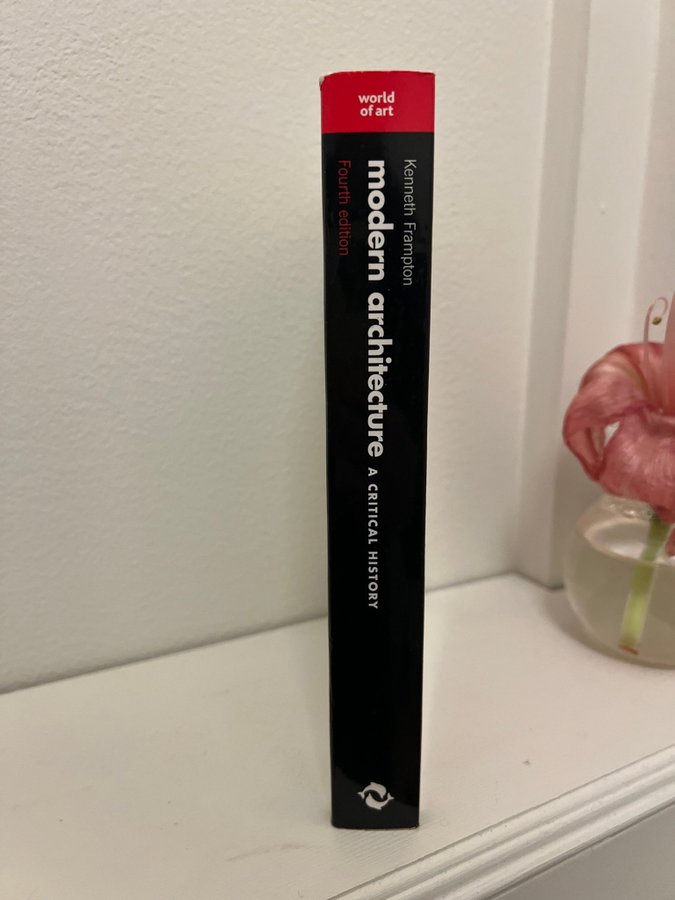 world
of art
Kenneth Frampton
modern architecture A CRITICAL HISTORY
Fourth edition